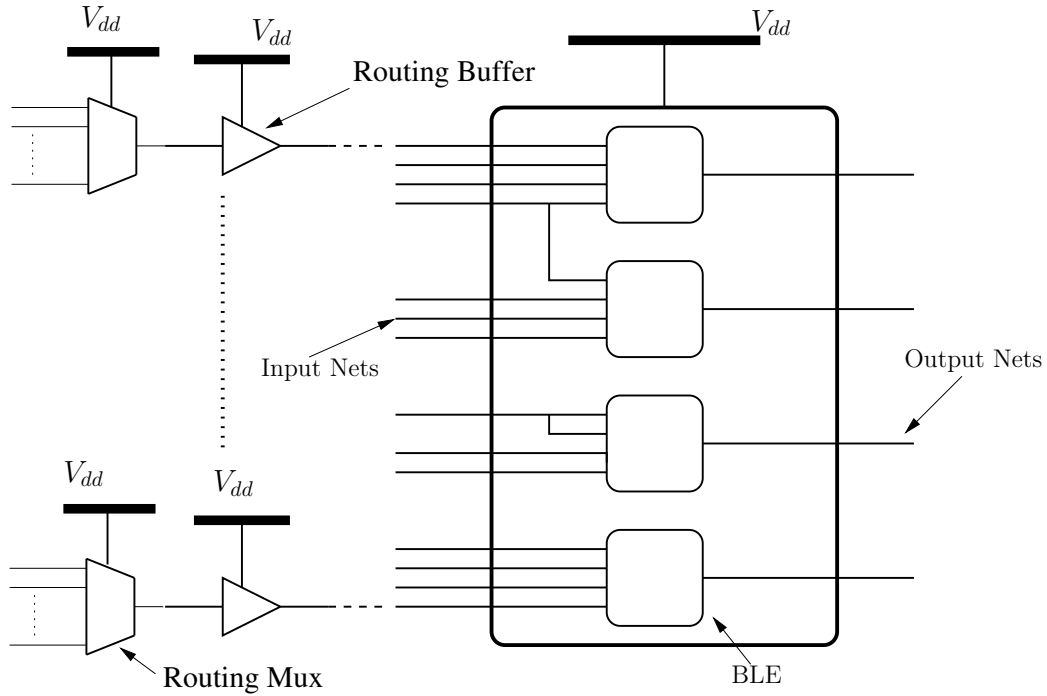 V_dd
V_dd
V_dd
Routing Buffer
Input Nets
Output Nets
V_dd
V_dd
Routing Mux
BLE